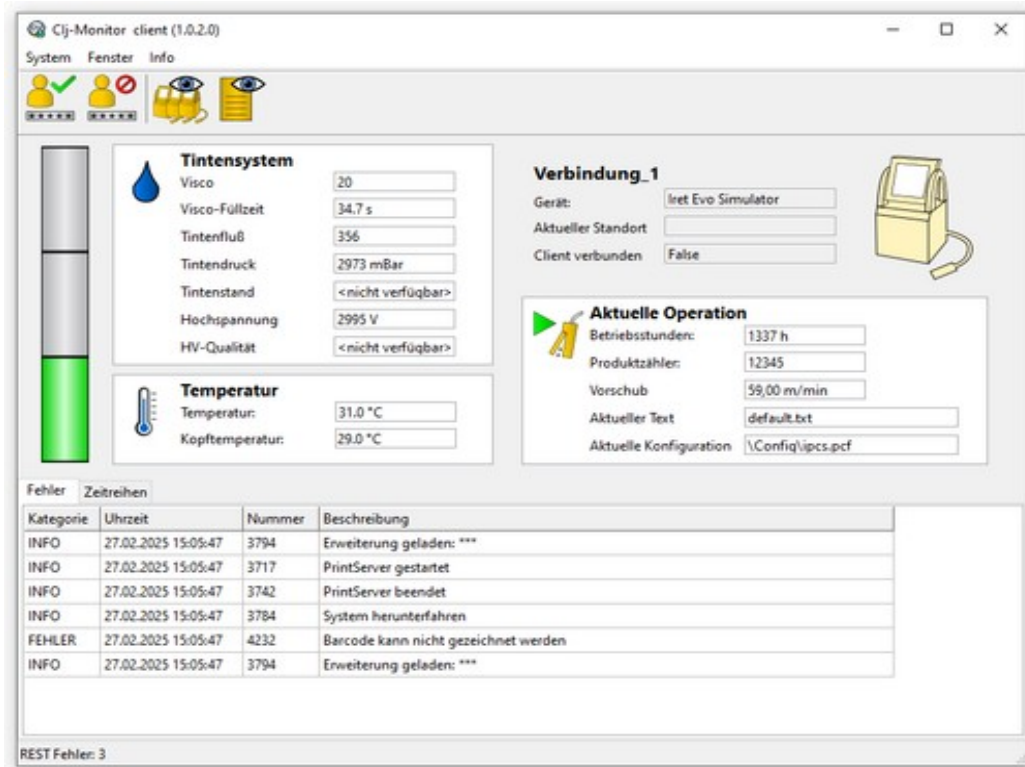 Clj-Monitor client (1.0.2.0)
System Fenster Info
Tintensystem
Visco 20
Visco-Füllzeit 34.7 s
Tintenfluß 356
Tintendruck 2973 mBar
Tintenstand <nicht verfügbar>
Hochspannung 2995 V
HV-Qualität <nicht verfügbar>
Temperatur
Temperatur: 31.0 °C
Kopftemperatur: 29.0 °C
Verbindung_1
Gerät: Iret Evo Simulator
Aktueller Standort
Client verbunden False
Aktuelle Operation
Betriebsstunden: 1337 h
Produktzähler: 12345
Vorschub 59,00 m/min
Aktueller Text default.txt
Aktuelle Konfiguration \Config\ipcs.pcf
Fehler Zeitreihen
Kategorie Uhrzeit Nummer Beschreibung
INFO 27.02.2025 15:05:47 3794 Erweiterung geladen: ***
INFO 27.02.2025 15:05:47 3717 PrintServer gestartet
INFO 27.02.2025 15:05:47 3742 PrintServer beendet
INFO 27.02.2025 15:05:47 3784 System herunterfahren
FEHLER 27.02.2025 15:05:47 4232 Barcode kann nicht gezeichnet werden
INFO 27.02.2025 15:05:47 3794 Erweiterung geladen: ***
REST Fehler: 3